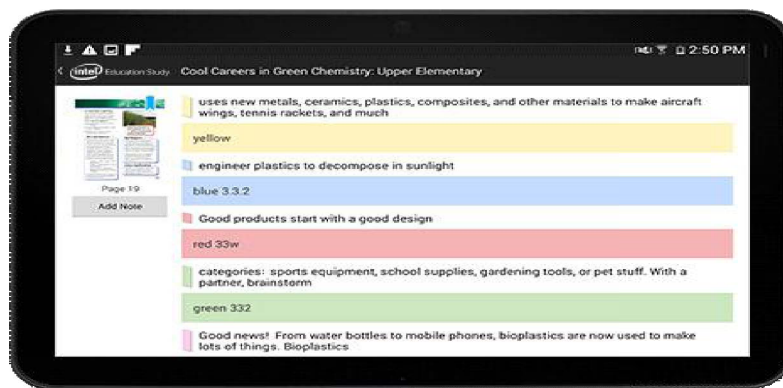 2:50 PM
intel Education Study Cool Careers in Green Chemistry: Upper Elementary
uses new metals, ceramics, plastics, composites, and other materials to make aircraft
wings, tennis rackets, and much
yellow
engineer plastics to decompose in sunlight
blue 3.3.2
Page 19
Add Note
Good products start with a good design
red 33w
categories: sports equipment, school supplies, gardening tools, or pet stuff. With a
partner, brainstorm
green 332
Good news! From water bottles to mobile phones, bioplastics are now used to make
lots of things. Bioplastics